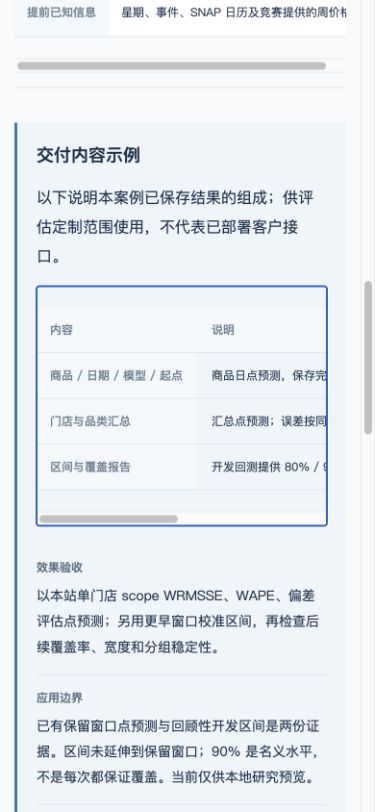 提前已知信息 星期、事件、SNAP 日历及竞赛提供的周价
交付内容示例
以下说明本案例已保存结果的组成；供评
估定制范围使用，不代表已部署客户接
口。
内容 说明
商品 / 日期 / 模型 / 起点 商品日点预测，保存完
门店与品类汇总 汇总点预测；误差按同
区间与覆盖报告 开发回测提供 80% /
效果验收
以本站单门店 scope WRMSSE、WAPE、偏差
评估点预测；另用更早窗口校准区间，再检查后
续覆盖率、宽度和分组稳定性。
应用边界
已有保留窗口点预测与回顾性开发区间是两份证
据。区间未延伸到保留窗口；90% 是名义水平，
不是每次都保证覆盖。当前仅供本地研究预览。